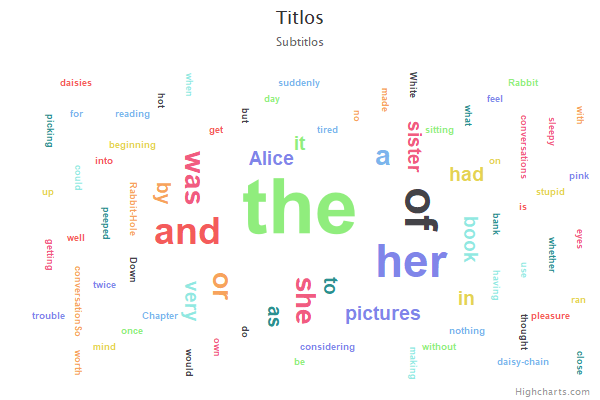 Titlos
Subtitlos
daisies
when
suddenly
White
Rabbit
hot
day
made
feel
picking
for
reading
but
no
what
with
get
tired
sister
sitting
conversations
sleepy
beginning
it
into
was
Alice
a
on
could
had
pink
up
Rabbit-Hole
by
the
of
stupid
peeped
is
and
book
bank
well
getting
her
whether
eyes
Down
conversation So
twice
very
or
she
to
having
use
in
ran
trouble
Chapter
as
pictures
thought
pleasure
once
do
nothing
mind
own
considering
without
worth
would
be
making
daisy-chain
close
Highcharts.com